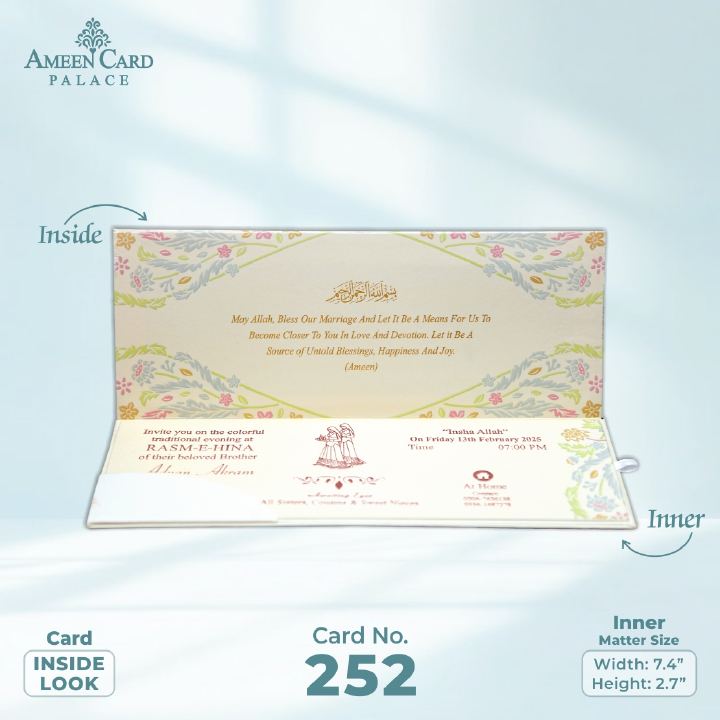 AMEEN CARD
PALACE
Inside
بسم الله الرحمن الرحيم
May Allah, Bless Our Marriage And Let It Be A Means For Us To
Become Closer To You In Love And Devotion. Let it Be A
Source of Untold Blessings, Happiness And Joy.
(Ameen)
Invite you on the colorful
traditional evening at
RASM-E-HINA
of their beloved Brother
Akram
"Insha Allah"
On Friday 13th February 2025
Time 07:00 PM
At Home
All Sisters, Cousins & Sweet Nieces
Inner
Card
INSIDE
LOOK
Card No.
252
Inner
Matter Size
Width: 7.4”
Height: 2.7”